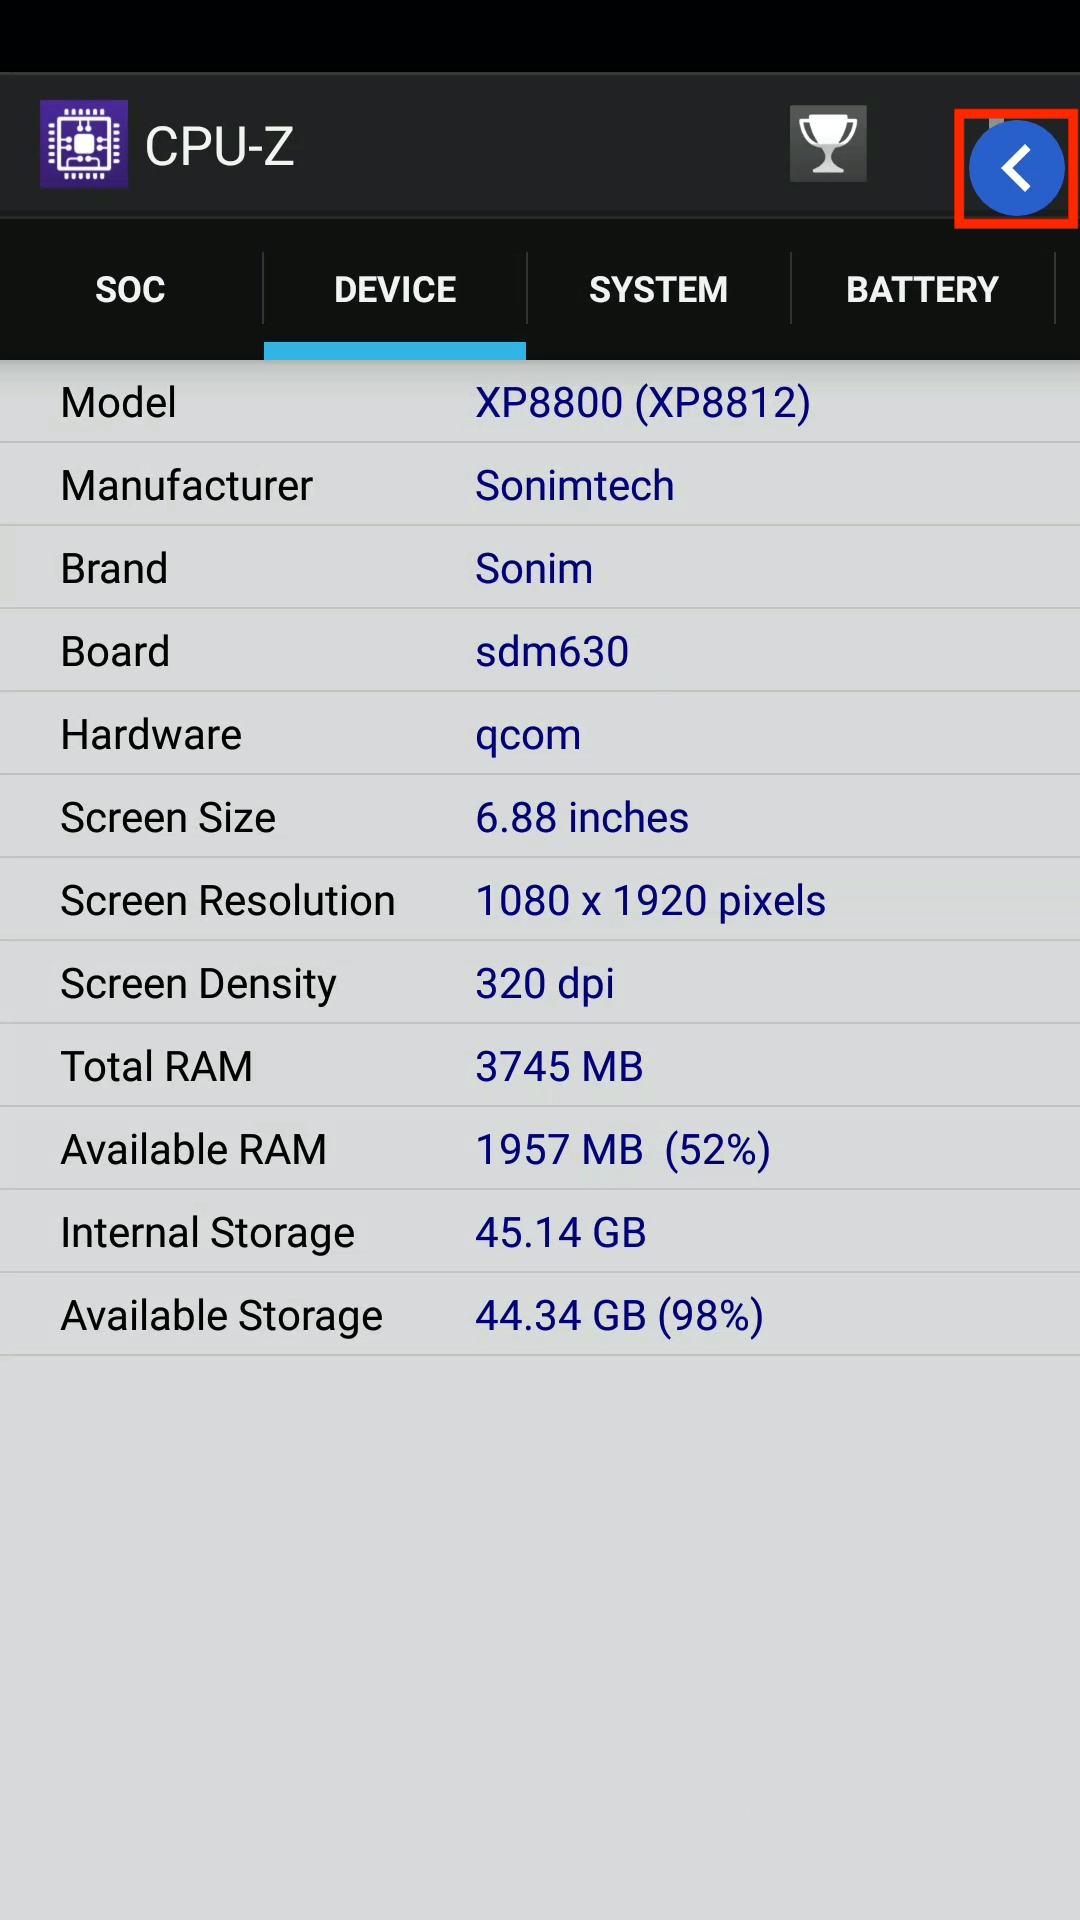 CPU-Z
SOC DEVICE SYSTEM BATTERY
Model XP8800 (XP8812)
Manufacturer Sonimtech
Brand Sonim
Board sdm630
Hardware qcom
Screen Size 6.88 inches
Screen Resolution 1080 x 1920 pixels
Screen Density 320 dpi
Total RAM 3745 MB
Available RAM 1957 MB (52%)
Internal Storage 45.14 GB
Available Storage 44.34 GB (98%)